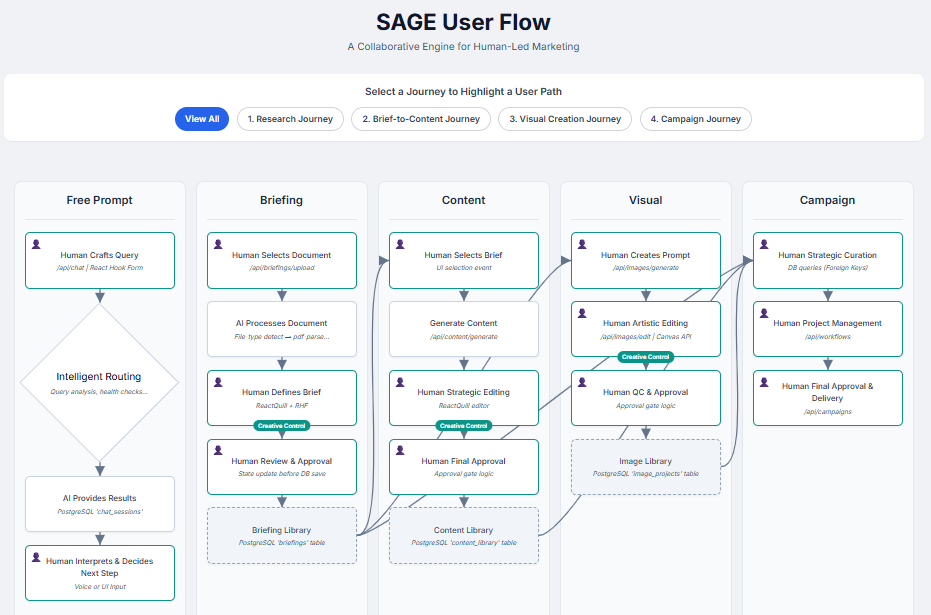 SAGE User Flow
A Collaborative Engine for Human-Led Marketing
Select a Journey to Highlight a User Path
View All
1. Research Journey
2. Brief-to-Content Journey
3. Visual Creation Journey
4. Campaign Journey
Free Prompt
Human Crafts Query
/api/chat | React Hook Form
Intelligent Routing
Query analysis, health checks...
AI Provides Results
PostgreSQL 'chat_sessions'
Human Interprets & Decides
Next Step
Voice or UI Input
Briefing
Human Selects Document
/api/briefings/upload
AI Processes Document
File-type detect → pdf-parse...
Human Defines Brief
ReactQuill + RHF
Creative Control
Human Review & Approval
State update before DB save
Briefing Library
PostgreSQL 'briefings' table
Content
Human Selects Brief
UI selection event
Generate Content
/api/content/generate
Human Strategic Editing
ReactQuill editor
Creative Control
Human Final Approval
Approval gate logic
Content Library
PostgreSQL 'content_library' table
Visual
Human Creates Prompt
/api/images/generate
Human Artistic Editing
/api/images/edit | Canvas API
Creative Control
Human QC & Approval
Approval gate logic
Image Library
PostgreSQL 'image_projects' table
Campaign
Human Strategic Curation
DB queries (Foreign Keys)
Human Project Management
/api/workflows
Human Final Approval &
Delivery
/api/campaigns